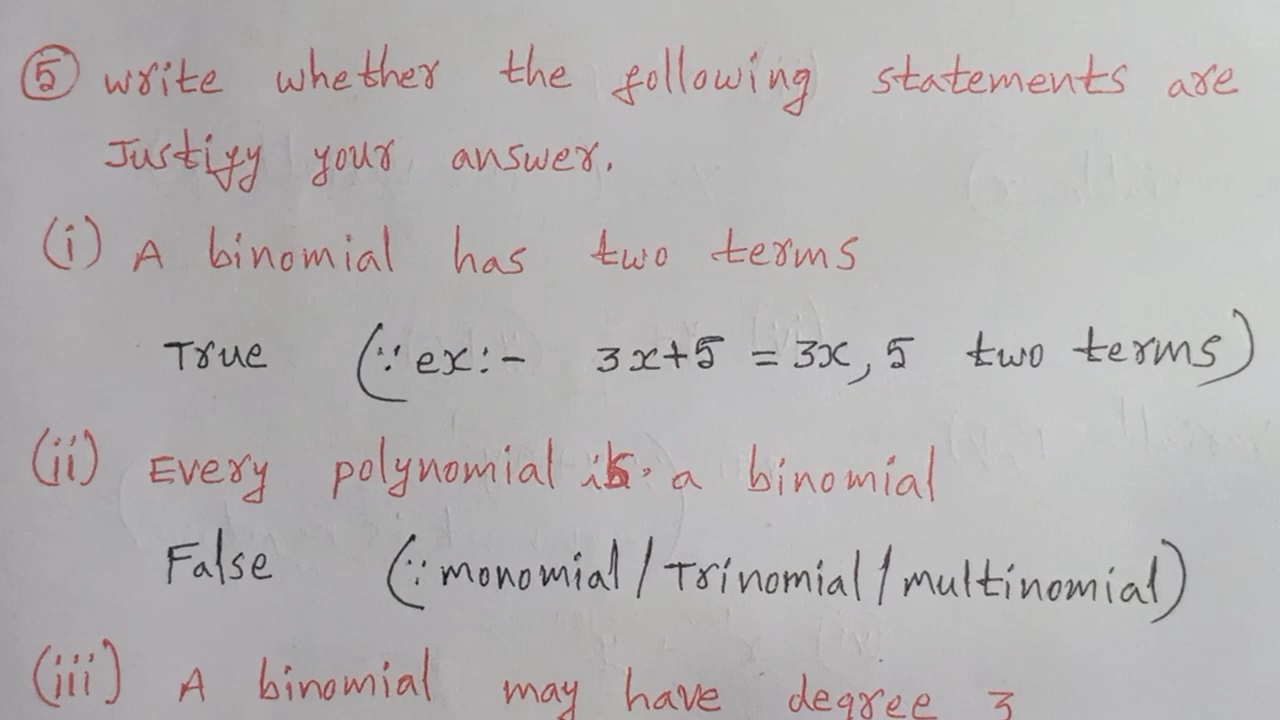 ⑤ write whether the following statements are
Justify your answer.
(i) A binomial has two terms
True (∵ ex:- 3x+5 = 3x, 5 two terms)
(ii) Every polynomial is a binomial
False (∵ monomial/Trinomial/multinomial)
(iii) A binomial may have degree 3